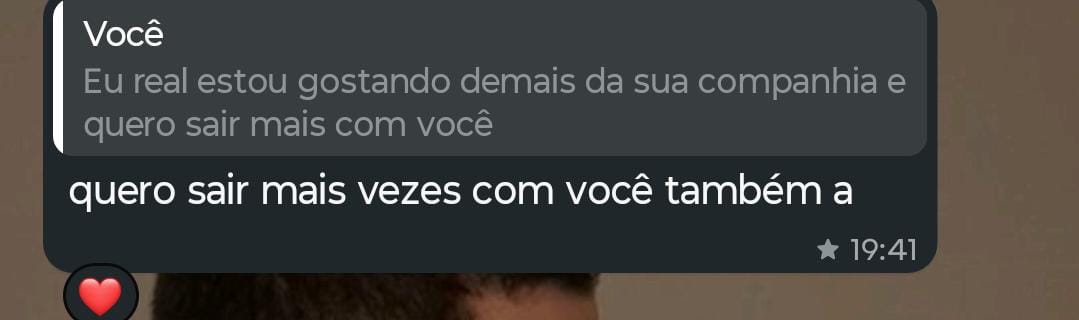 Você
Eu real estou gostando demais da sua companhia e
quero sair mais com você
quero sair mais vezes com você também a
19:41